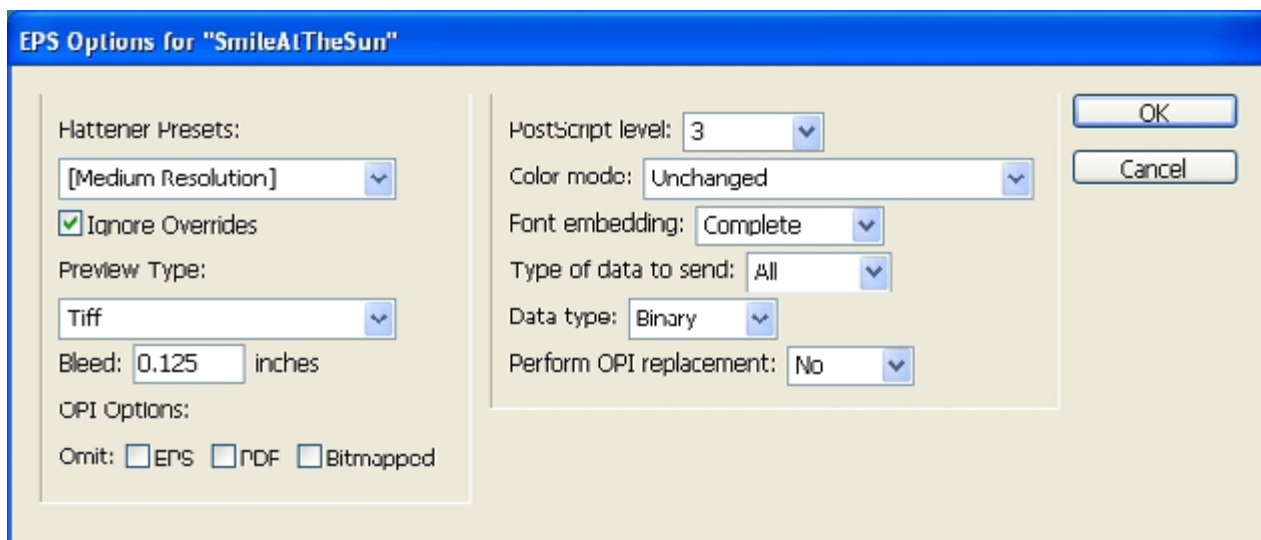 EPS Options for "SmileAtTheSun"
Flattener Presets:
[Medium Resolution]
Ignore Overrides
Preview Type:
Tiff
Bleed: 0.125 inches
OPI Options:
Omit: EPS PDF Bitmapped
PostScript level: 3
Color mode: Unchanged
Font embedding: Complete
Type of data to send: All
Data type: Binary
Perform OPI replacement: No
OK
Cancel